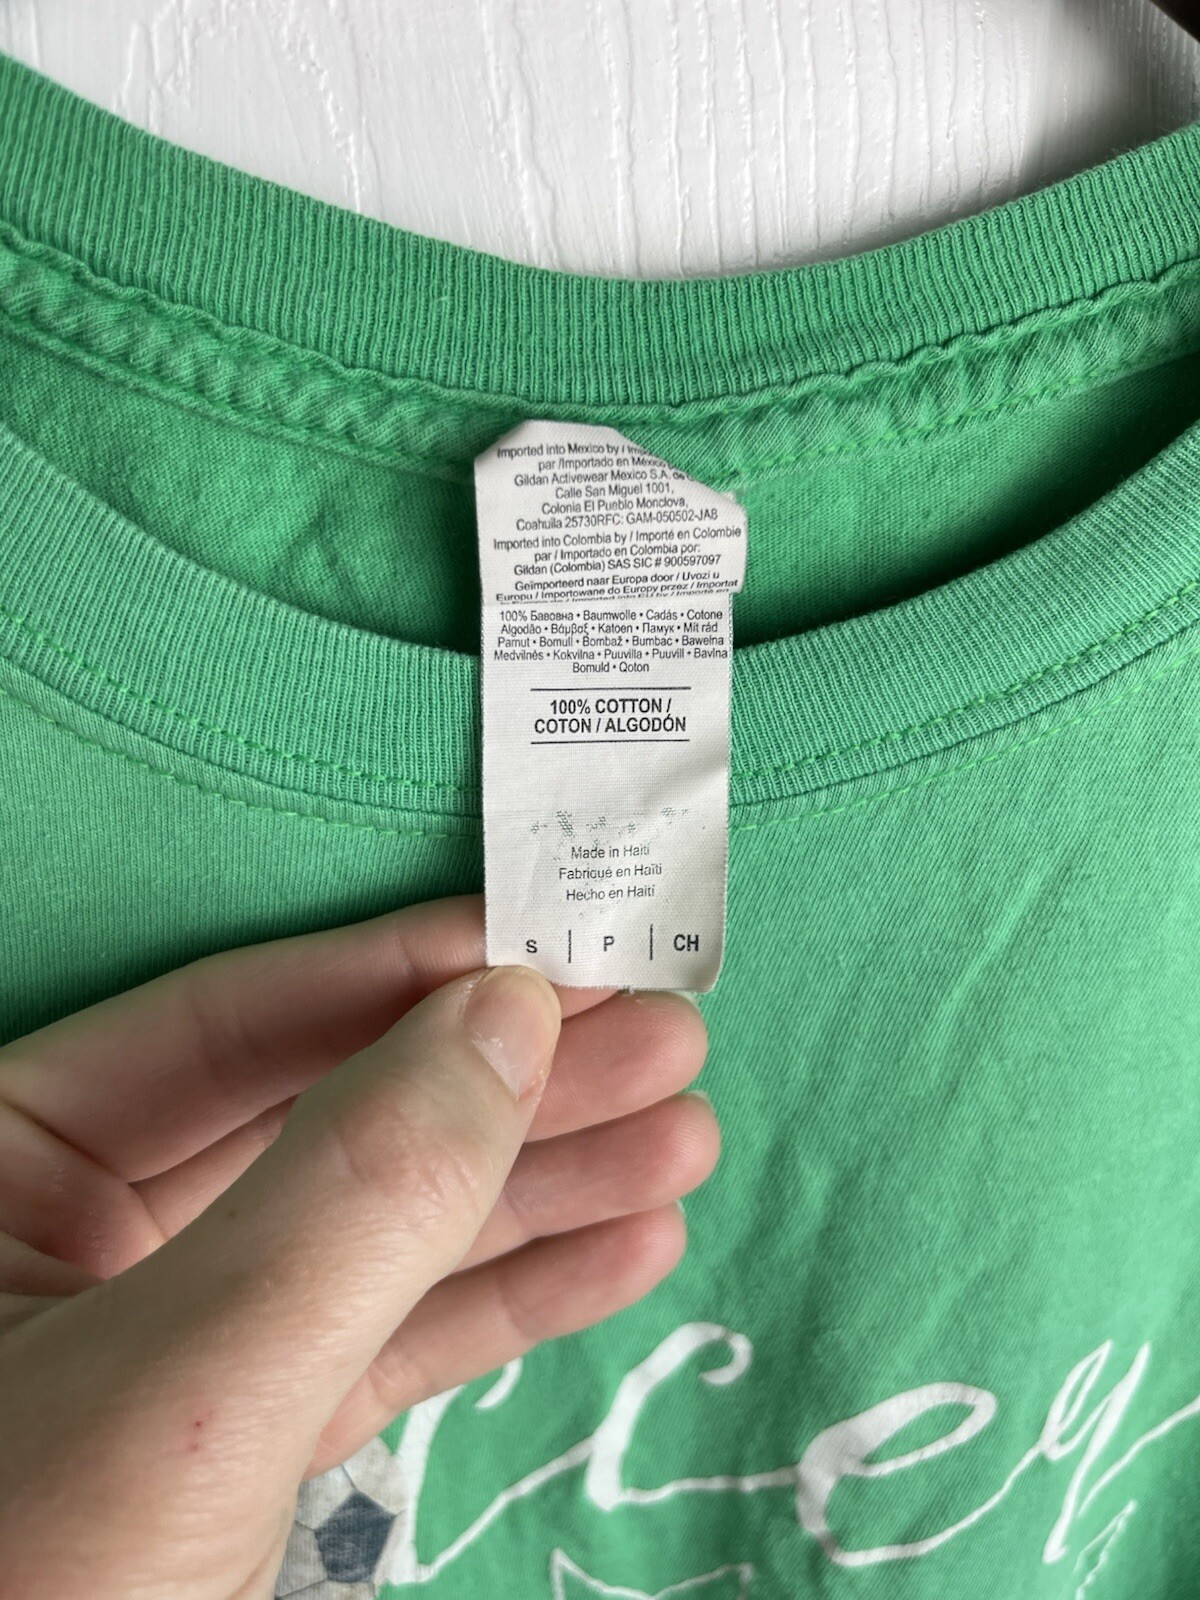 Imported into Mexico by /
par /Importado en México
Gildan Activewear Mexico S.A. de
Calle San Miguel 1001,
Colonia El Pueblo Monclova,
Coahuila 25730RFC: GAM-050502-JA8
Imported into Colombia by / Importé en Colombie
par / Importado en Colombia por:
Gildan (Colombia) SAS SIC # 900597097
Geïmporteerd naar Europa door / Uvozi u
Europu / Importowane do Europy przez / Importat
100% Бавовна • Baumwolle • Cadás • Cotone
Algodão • Βάμβαξ • Katoen • Памук • Mit rád
Pamut • Bomull • Bombaž • Bumbac • Bawełna
Medvilnės • Kokvilna • Puuvilla • Puuvill • Bavlna
Bomuld • Qoton
100% COTTON /
COTON / ALGODÓN
Made in Haiti
Fabriqué en Haïti
Hecho en Haití
S | P | CH